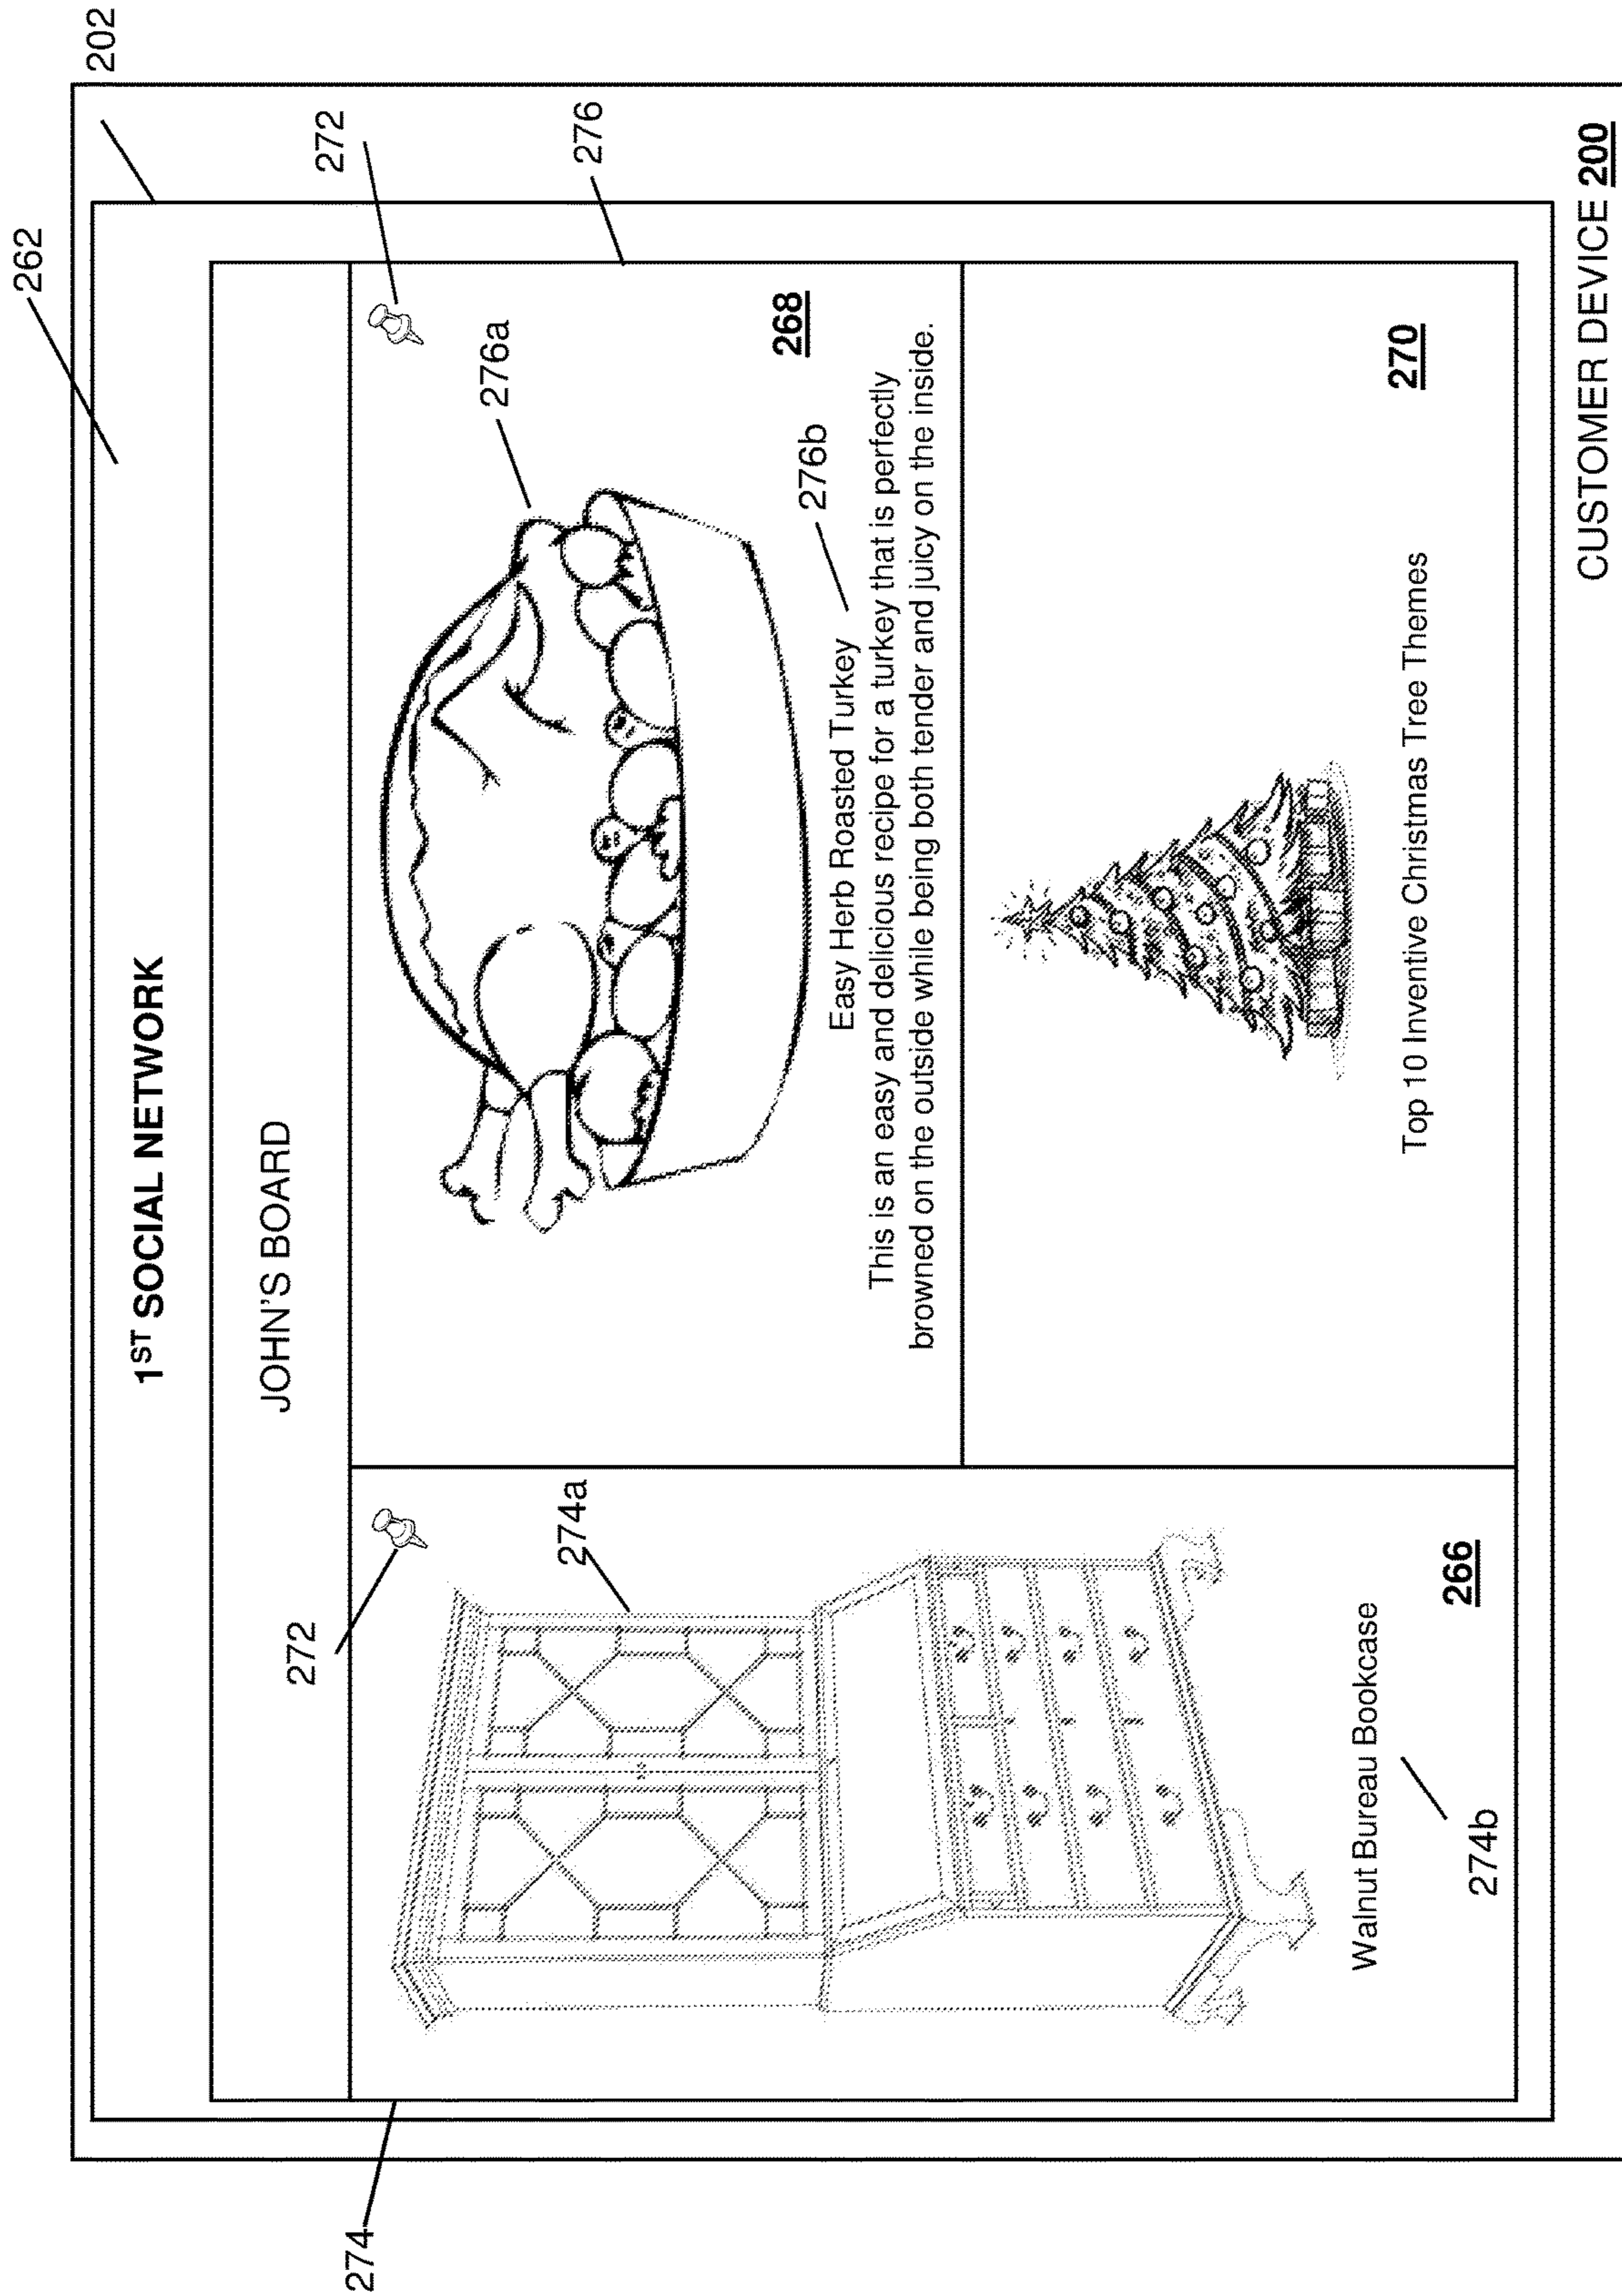 262
202
1ST SOCIAL NETWORK
JOHN'S BOARD
274
272
272
274a
276
276a
268
276b
Easy Herb Roasted Turkey
This is an easy and delicious recipe for a turkey that is perfectly
browned on the outside while being both tender and juicy on the inside.
Walnut Bureau Bookcase
266
274b
270
Top 10 Inventive Christmas Tree Themes
CUSTOMER DEVICE 200